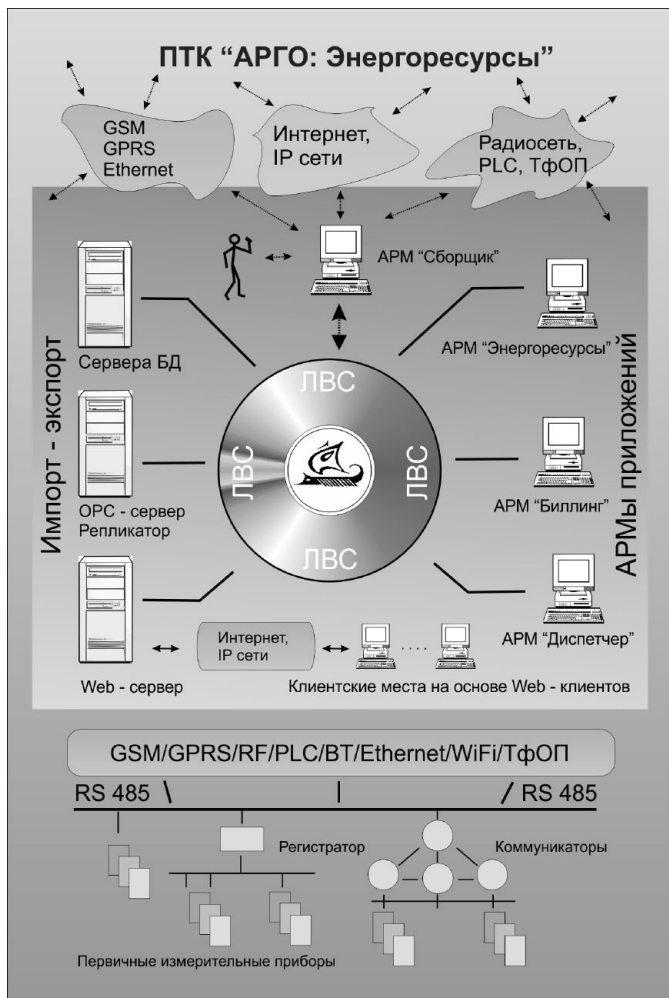 ПТК “АРГО: Энергоресурсы”
GSM
GPRS
Ethernet
Интернет,
IP сети
Радиосеть,
PLC, ТфОП
АРМ “Сборщик”
Сервера БД
АРМ “Энергоресурсы”
Импорт - экспорт
АРМы приложений
ЛВС
ЛВС
ЛВС
ЛВС
OPC - сервер
Репликатор
АРМ “Биллинг”
АРМ “Диспетчер”
Интернет,
IP сети
Web - сервер
Клиентские места на основе Web - клиентов
GSM/GPRS/RF/PLC/BT/Ethernet/WiFi/ТфОП
RS 485
RS 485
Регистратор
Коммуникаторы
Первичные измерительные приборы